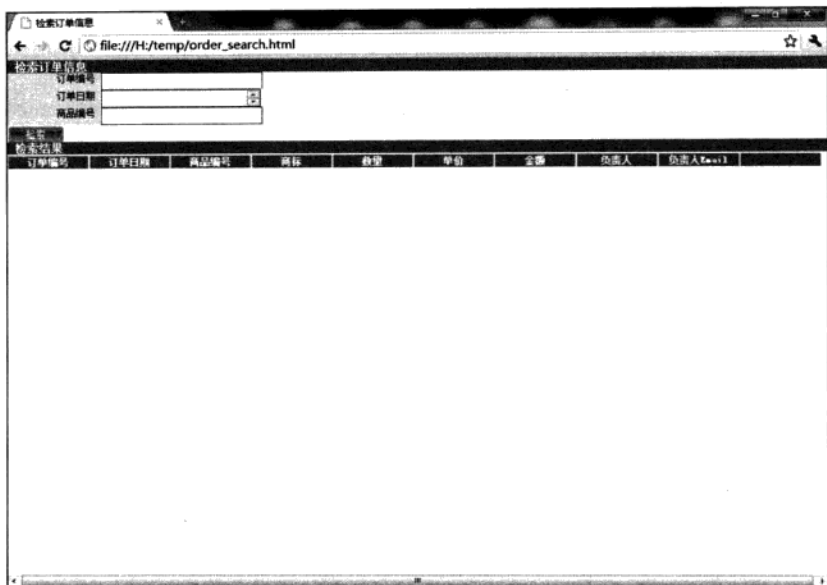 检索订单信息
file:///H:/temp/order_search.html
检索订单信息
订单编号
订单日期
商品编号
检索
检索结果
订单编号 订单日期 商品编号 商标 数量 单价 金额 负责人 负责人Email